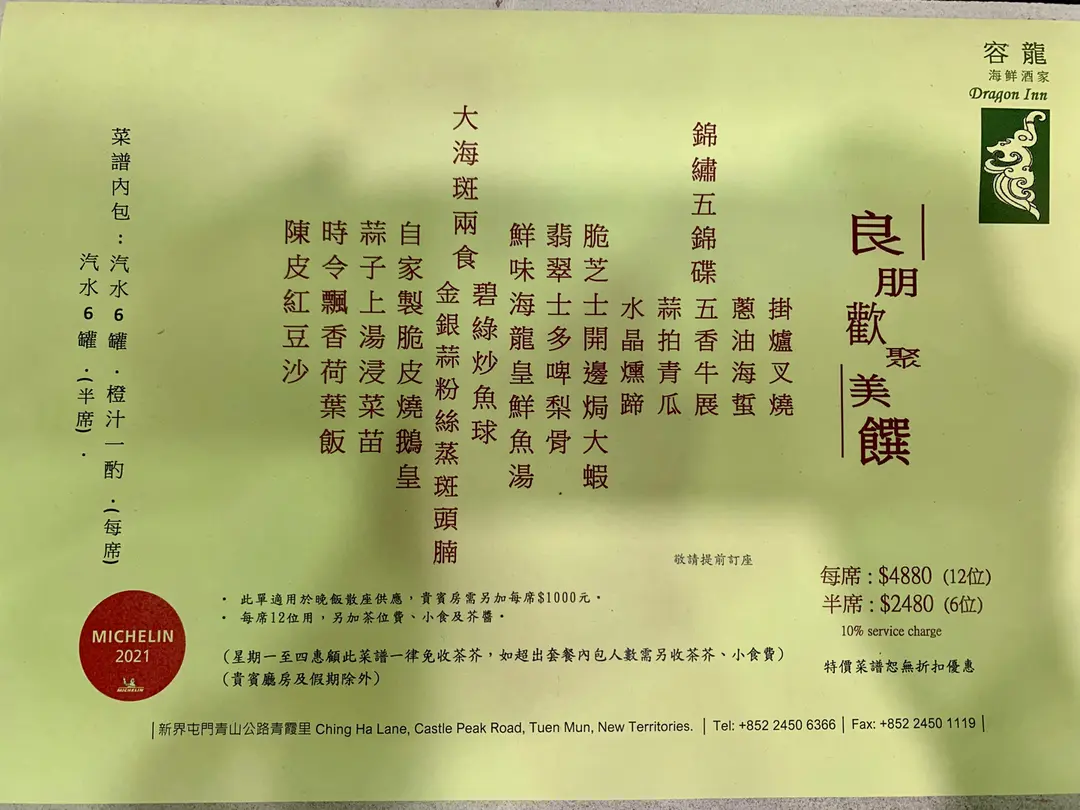 容龍
海鮮酒家
Dragon Inn
良朋歡聚美饌
錦繡五錦碟
掛爐叉燒
蔥油海蜇
五香牛展
蒜拍青瓜
水晶燻蹄
脆芝士開邊焗大蝦
翡翠士多啤梨骨
鮮味海龍皇鮮魚湯
大海斑兩食
碧綠炒魚球
金銀蒜粉絲蒸斑頭腩
自家製脆皮燒鵝皇
蒜子上湯浸菜苗
時令飄香荷葉飯
陳皮紅豆沙
菜譜內包：汽水6罐．橙汁一酌．(每席)
汽水6罐．(半席)．
敬請提前訂座
每席：$4880 (12位)
半席：$2480 (6位)
10% service charge
特價菜譜恕無折扣優惠
· 此單適用於晚飯散座供應，貴賓房需另加每席$1000元。
· 每席12位用，另加茶位費、小食及芥醬。
(星期一至四惠顧此菜譜一律免收茶芥，如超出套餐內包人數需另收茶芥、小食費)
(貴賓廳房及假期除外)
MICHELIN
2021
MICHELIN
| 新界屯門青山公路青霞里 Ching Ha Lane, Castle Peak Road, Tuen Mun, New Territories. | Tel: +852 2450 6366 | Fax: +852 2450 1119 |